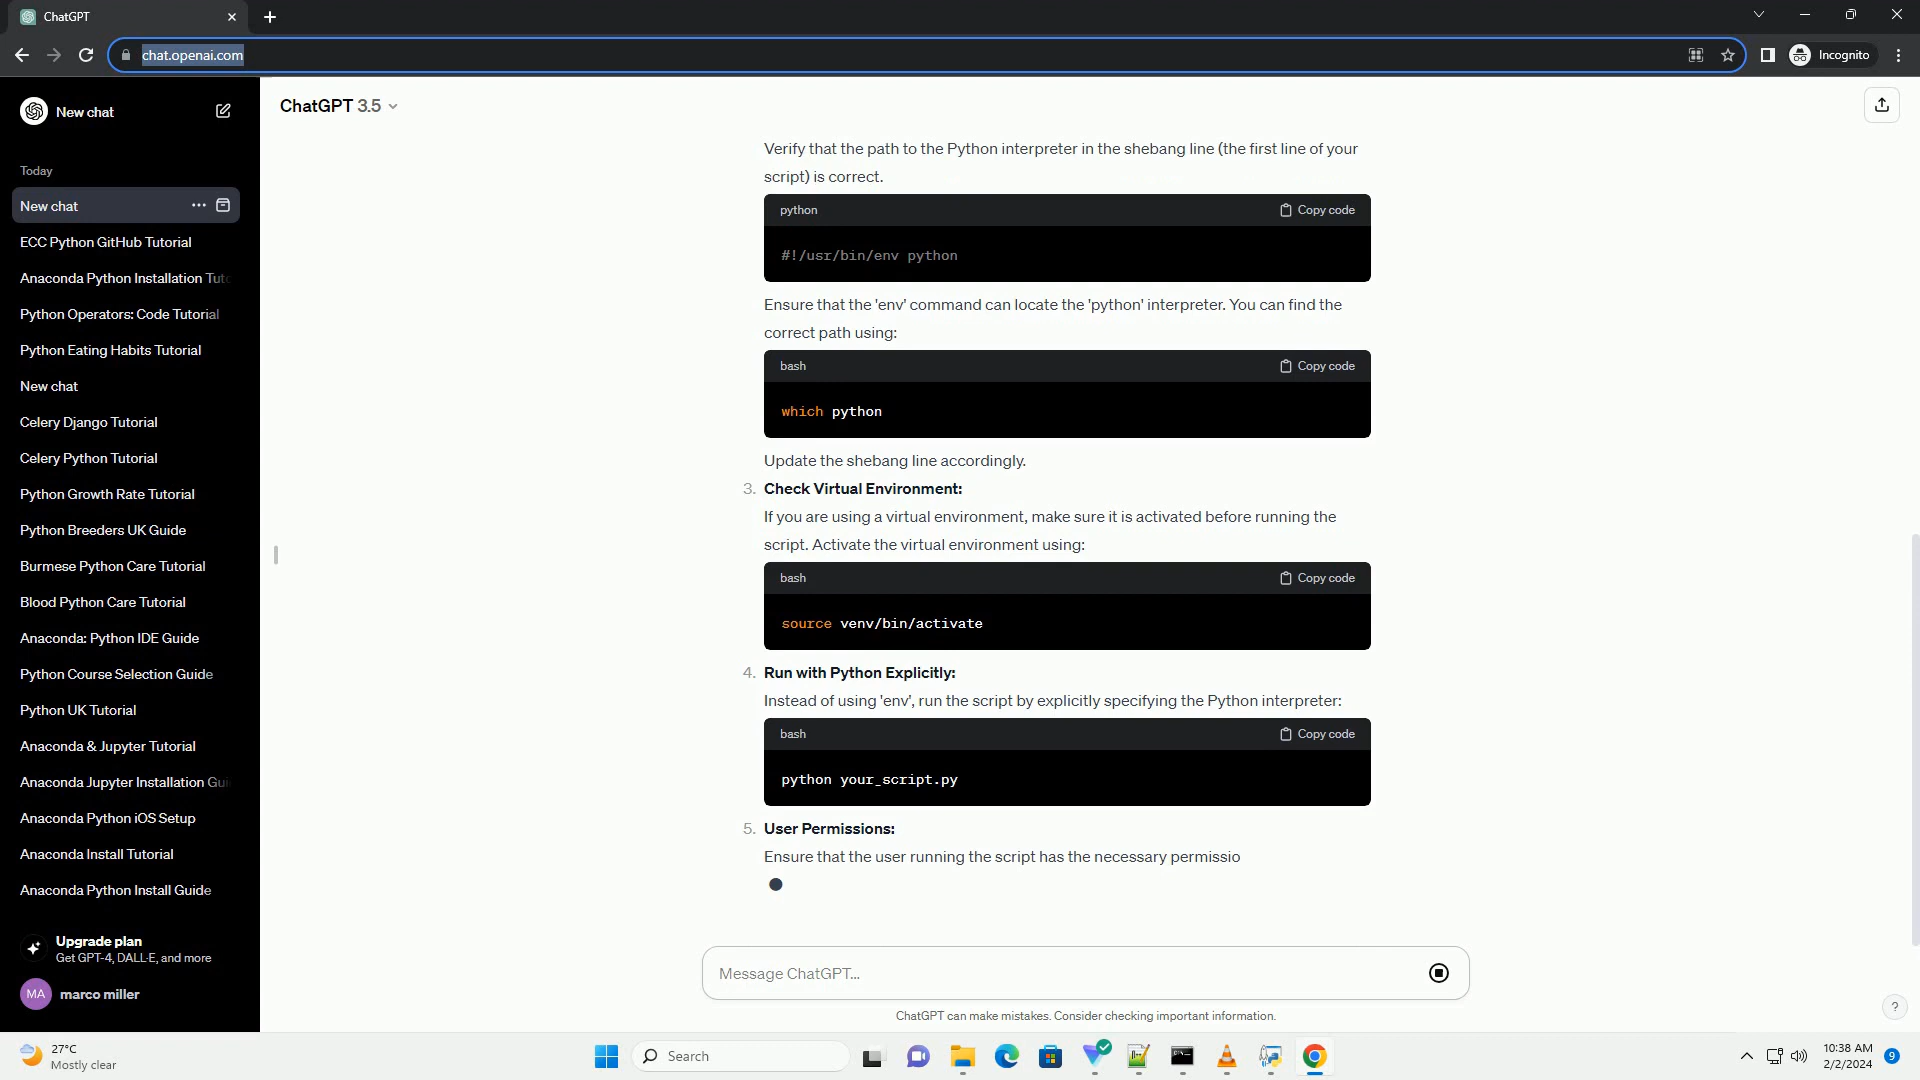 ChatGPT
chat.openai.com
Incognito
New chat
Today
New chat
ECC Python GitHub Tutorial
Anaconda Python Installation Tuto
Python Operators: Code Tutorial
Python Eating Habits Tutorial
New chat
Celery Django Tutorial
Celery Python Tutorial
Python Growth Rate Tutorial
Python Breeders UK Guide
Burmese Python Care Tutorial
Blood Python Care Tutorial
Anaconda: Python IDE Guide
Python Course Selection Guide
Python UK Tutorial
Anaconda & Jupyter Tutorial
Anaconda Jupyter Installation Gui
Anaconda Python iOS Setup
Anaconda Install Tutorial
Anaconda Python Install Guide
Upgrade plan
Get GPT-4, DALL·E, and more
MA marco miller
ChatGPT 3.5
Verify that the path to the Python interpreter in the shebang line (the first line of your
script) is correct.
python Copy code
#!/usr/bin/env python
Ensure that the 'env' command can locate the 'python' interpreter. You can find the
correct path using:
bash Copy code
which python
Update the shebang line accordingly.
3. Check Virtual Environment:
If you are using a virtual environment, make sure it is activated before running the
script. Activate the virtual environment using:
bash Copy code
source venv/bin/activate
4. Run with Python Explicitly:
Instead of using 'env', run the script by explicitly specifying the Python interpreter:
bash Copy code
python your_script.py
5. User Permissions:
Ensure that the user running the script has the necessary permissio
Message ChatGPT...
ChatGPT can make mistakes. Consider checking important information.
?
27°C
Mostly clear
Search
10:38 AM
2/2/2024
9